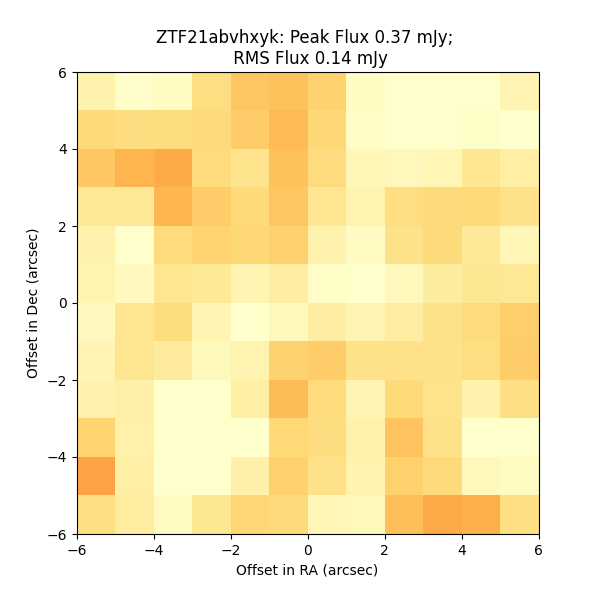 ZTF21abvhxyk: Peak Flux 0.37 mJy;
RMS Flux 0.14 mJy
6
4
2
0
−2
−4
−6
Offset in Dec (arcsec)
−6 −4 −2 0 2 4 6
Offset in RA (arcsec)